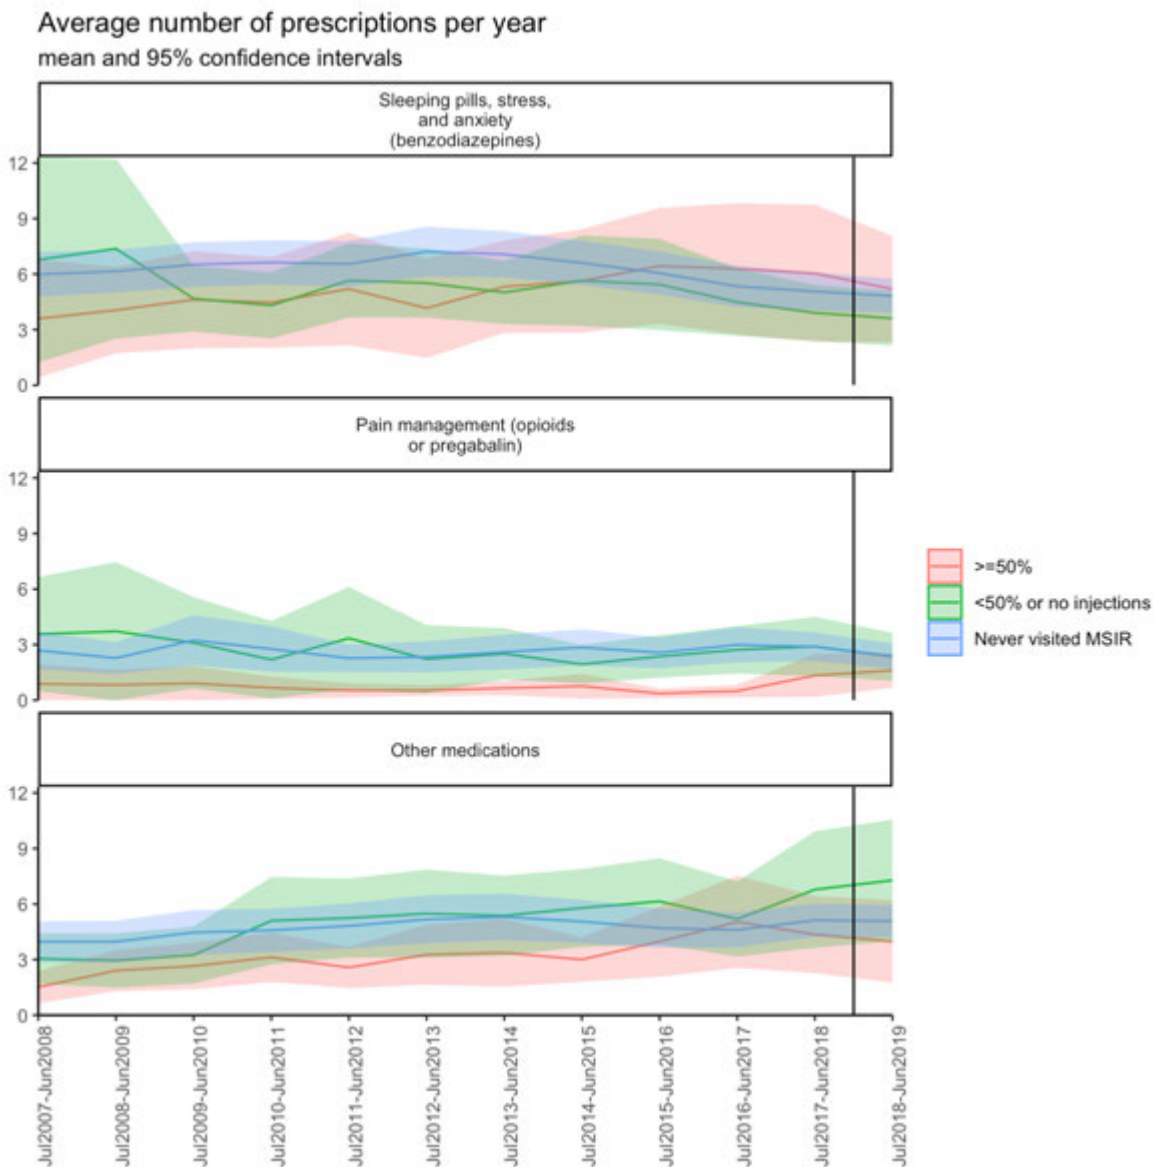 Average number of prescriptions per year
mean and 95% confidence intervals
Sleeping pills, stress,
and anxiety
(benzodiazepines)
12
9
6
3
0
Pain management (opioids
or pregabalin)
12
9
6
3
0
>=50%
<50% or no injections
Never visited MSIR
Other medications
12
9
6
3
0
Jul2007-Jun2008
Jul2008-Jun2009
Jul2009-Jun2010
Jul2010-Jun2011
Jul2011-Jun2012
Jul2012-Jun2013
Jul2013-Jun2014
Jul2014-Jun2015
Jul2015-Jun2016
Jul2016-Jun2017
Jul2017-Jun2018
Jul2018-Jun2019